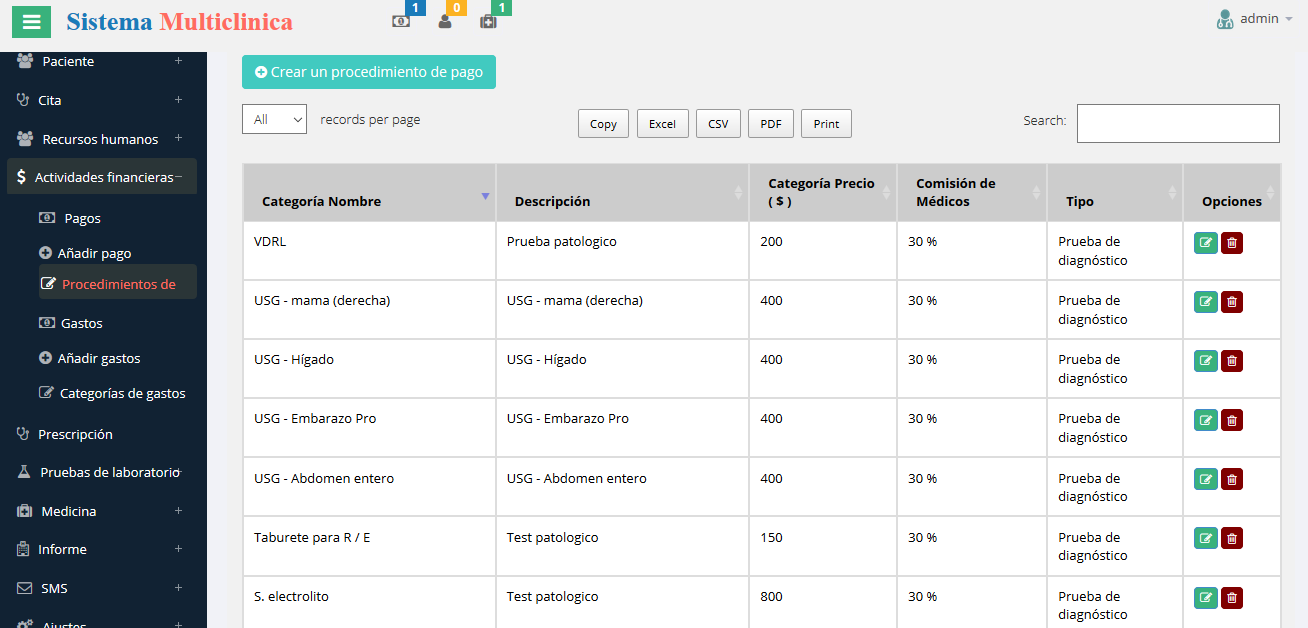 Sistema Multiclinica
1
0
1
admin
Paciente
Cita
Recursos humanos
Actividades financieras
Pagos
Añadir pago
Procedimientos de
Gastos
Añadir gastos
Categorías de gastos
Prescripción
Pruebas de laboratorio
Medicina
Informe
SMS
Ajustes
Crear un procedimiento de pago
All records per page
Copy Excel CSV PDF Print
Search:
Categoría Nombre Descripción Categoría Precio ( $ ) Comisión de Médicos Tipo Opciones
VDRL Prueba patologico 200 30 % Prueba de
diagnóstico
USG - mama (derecha) USG - mama (derecha) 400 30 % Prueba de
diagnóstico
USG - Hígado USG - Hígado 400 30 % Prueba de
diagnóstico
USG - Embarazo Pro USG - Embarazo Pro 400 30 % Prueba de
diagnóstico
USG - Abdomen entero USG - Abdomen entero 400 30 % Prueba de
diagnóstico
Taburete para R / E Test patologico 150 30 % Prueba de
diagnóstico
S. electrolito Test patologico 800 30 % Prueba de
diagnóstico